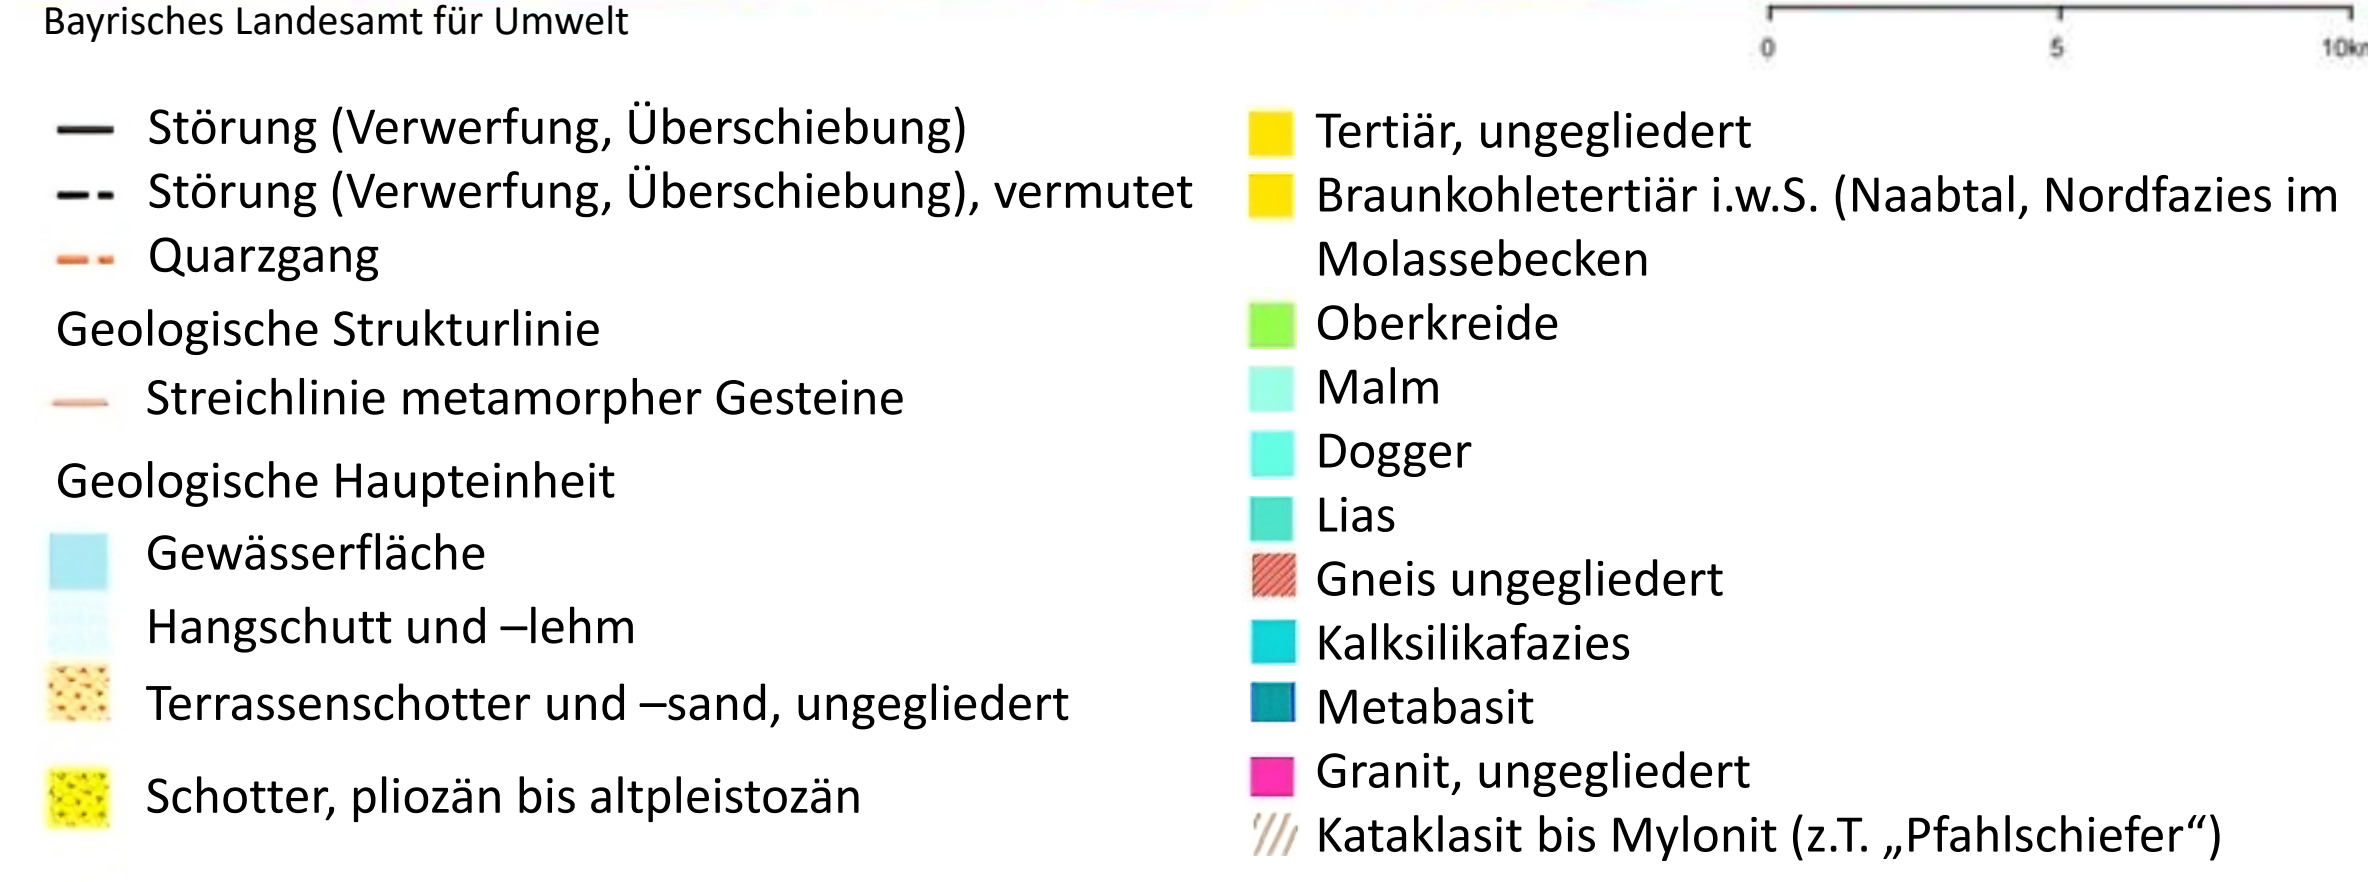 Bayrisches Landesamt für Umwelt
0 5 10km
Störung (Verwerfung, Überschiebung)
Störung (Verwerfung, Überschiebung), vermutet
Quarzgang
Geologische Strukturlinie
Streichlinie metamorpher Gesteine
Geologische Haupteinheit
Gewässerfläche
Hangschutt und –lehm
Terrassenschotter und –sand, ungegliedert
Schotter, pliozän bis altpleistozän
Tertiär, ungegliedert
Braunkohletertiär i.w.S. (Naabtal, Nordfazies im
Molassebecken
Oberkreide
Malm
Dogger
Lias
Gneis ungegliedert
Kalksilikafazies
Metabasit
Granit, ungegliedert
Kataklasit bis Mylonit (z.T. „Pfahlschiefer“)